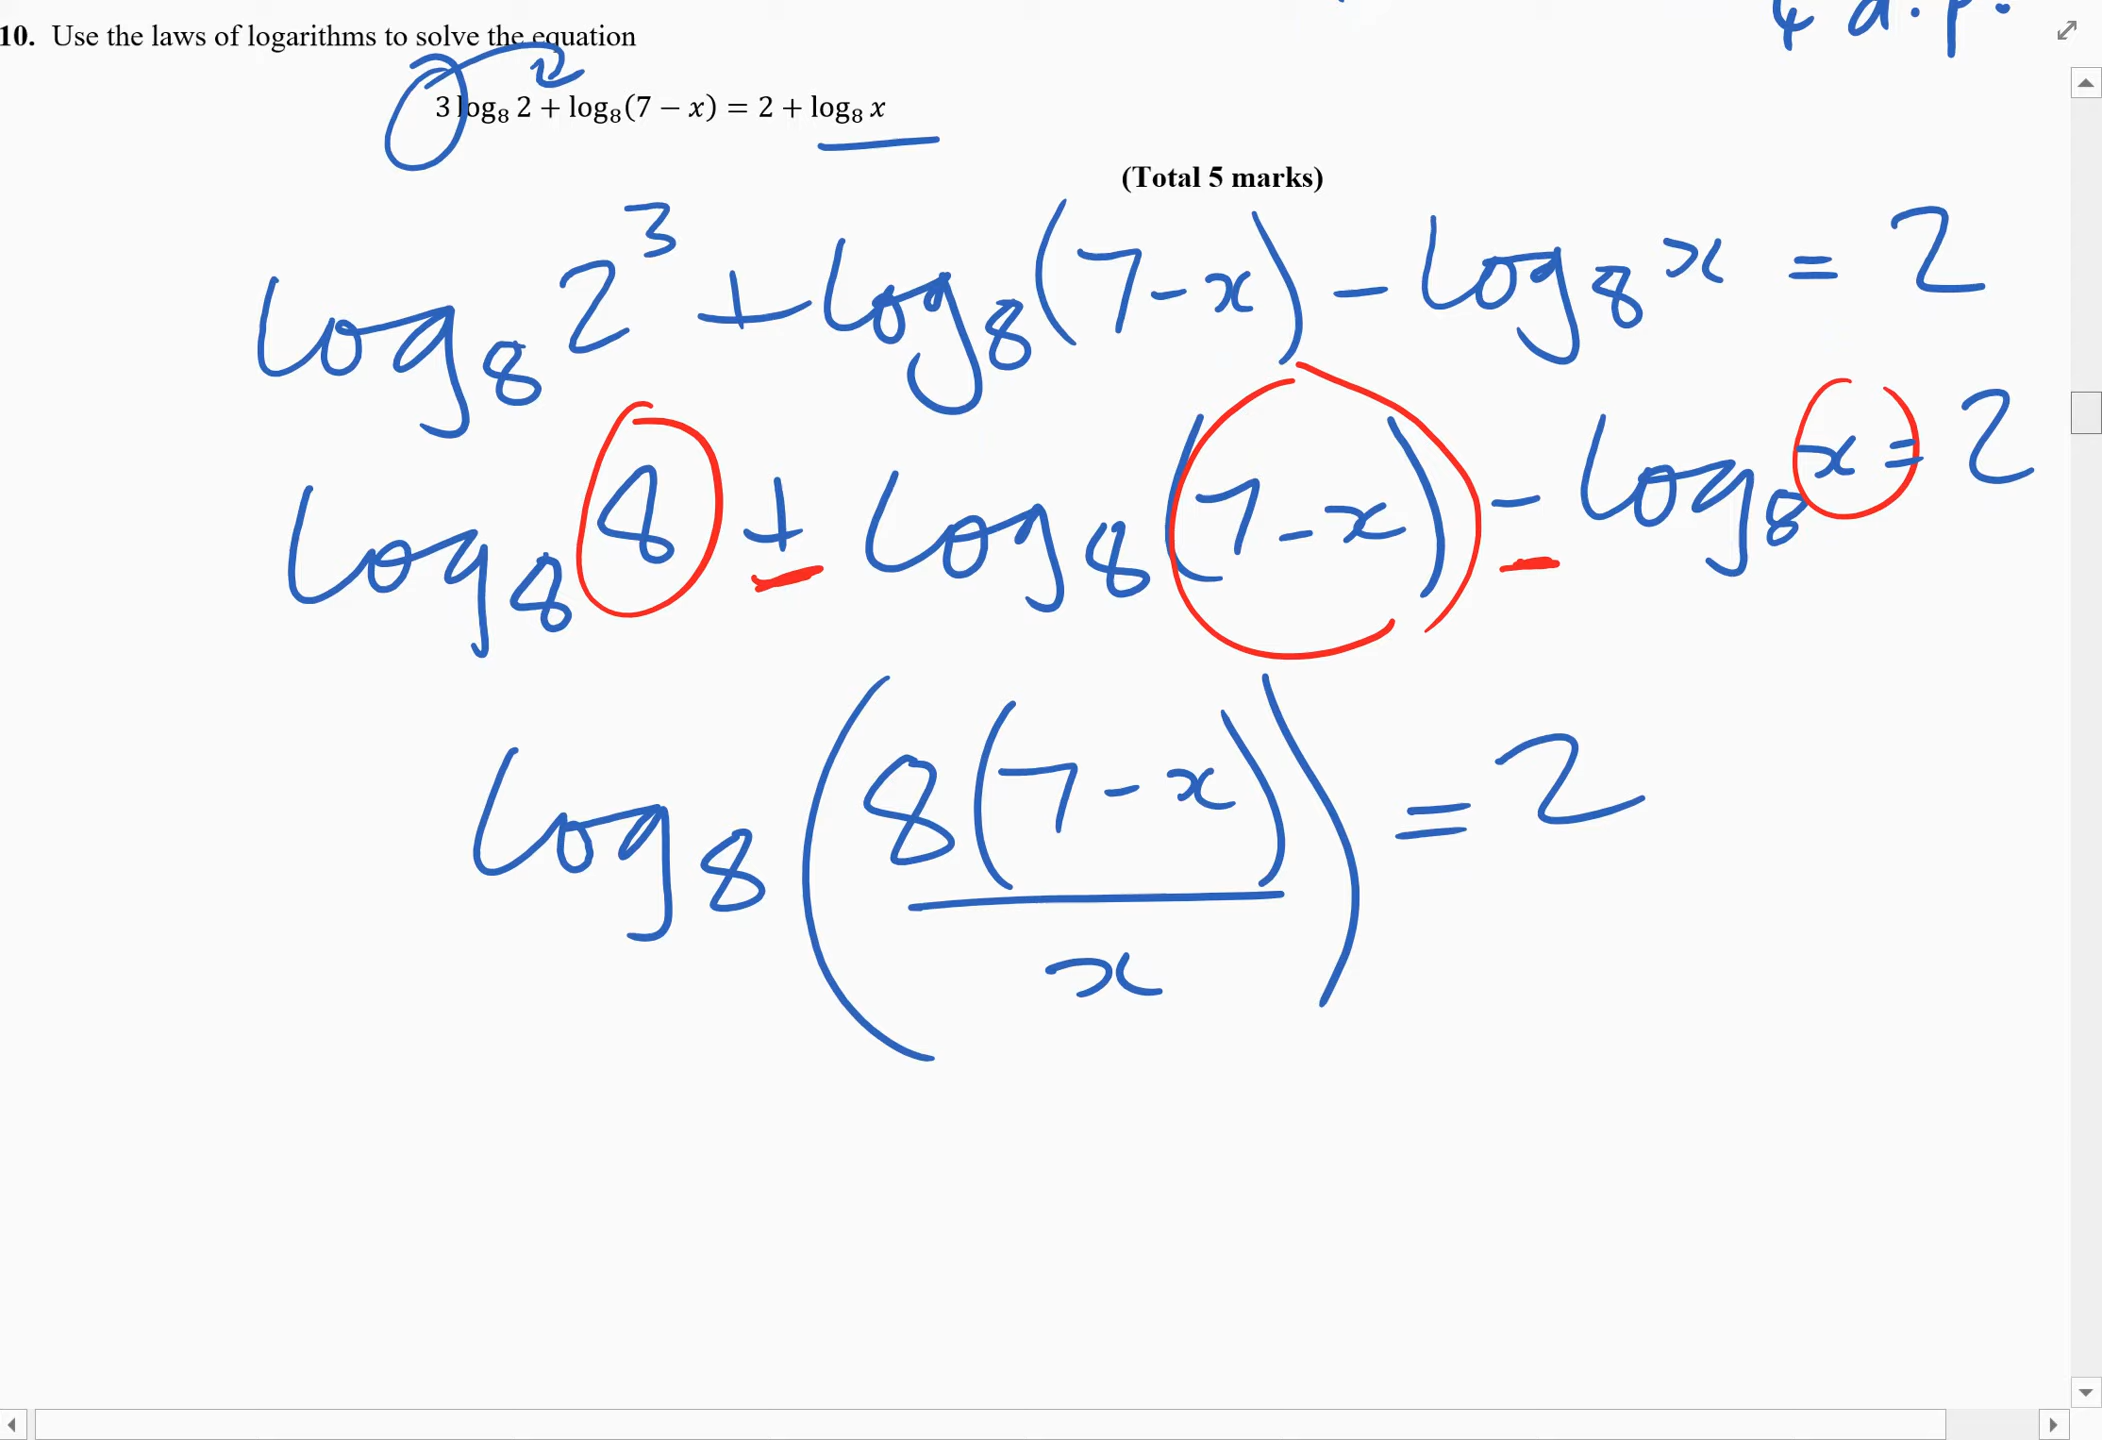 4 d.p.
10. Use the laws of logarithms to solve the equation
3 log₈ 2 + log₈(7 − x) = 2 + log₈ x
(Total 5 marks)
log₈ 2³ + log₈(7 − x) − log₈ x = 2
log₈ 8 + log₈(7 − x) − log₈ x = 2
log₈ (8(7 − x) / x) = 2